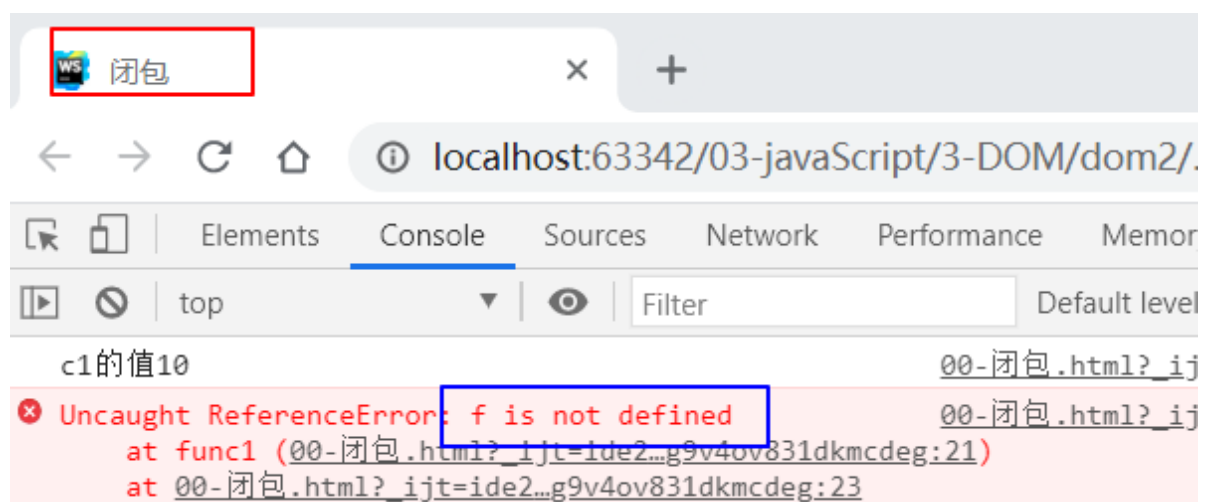 WS 闭包
localhost:63342/03-javaScript/3-DOM/dom2/.
Elements Console Sources Network Performance Memor
top Filter Default level
c1的值10 00-闭包.html?_ij
Uncaught ReferenceError: f is not defined 00-闭包.html?_ij
at func1 (00-闭包.html?_ijt=ide2…g9v4ov831dkmcdeg:21)
at 00-闭包.html?_ijt=ide2…g9v4ov831dkmcdeg:23